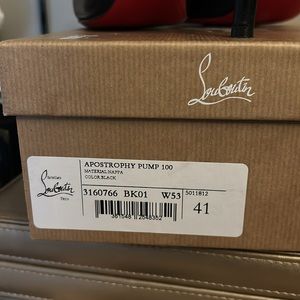 Louboutin
APOSTROPHY PUMP 100
MATERIAL:NAPPA
COLOR:BLACK
Christian
Louboutin
Paris
3160766 BK01 W53 5011812
41